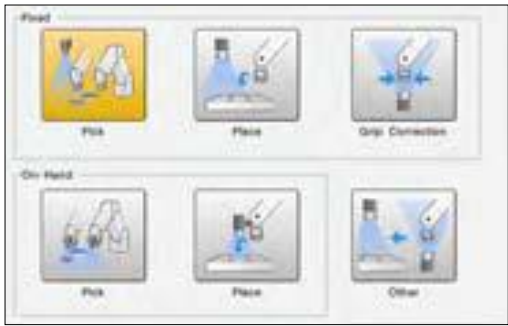 Fixed
Pick
Place
Grip Correction
On Hand
Pick
Place
Other